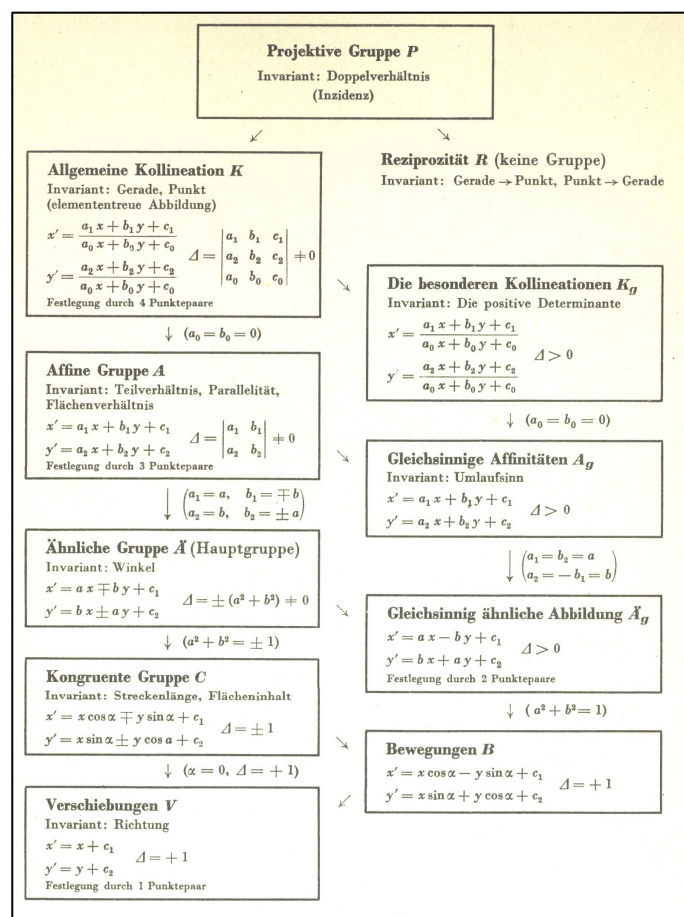 Projektive Gruppe P
Invariant: Doppelverhältnis
(Inzidenz)
↙ ↘
Allgemeine Kollineation K
Invariant: Gerade, Punkt
(elemententreue Abbildung)
x′ = (a₁x + b₁y + c₁)/(a₀x + b₀y + c₀)
y′ = (a₂x + b₂y + c₂)/(a₀x + b₀y + c₀)
Δ = |a₁ b₁ c₁|
|a₂ b₂ c₂| ≠ 0
|a₀ b₀ c₀|
Festlegung durch 4 Punktepaare
Reziprozität R (keine Gruppe)
Invariant: Gerade → Punkt, Punkt → Gerade
↘
↓ (a₀ = b₀ = 0)
Die besonderen Kollineationen K_g
Invariant: Die positive Determinante
x′ = (a₁x + b₁y + c₁)/(a₀x + b₀y + c₀)
y′ = (a₂x + b₂y + c₂)/(a₀x + b₀y + c₀)
Δ > 0
↓ (a₀ = b₀ = 0)
Affine Gruppe A
Invariant: Teilverhältnis, Parallelität,
Flächenverhältnis
x′ = a₁x + b₁y + c₁
y′ = a₂x + b₂y + c₂
Δ = |a₁ b₁|
|a₂ b₂| ≠ 0
Festlegung durch 3 Punktepaare
↘
↓ (a₁ = a, b₁ = ∓ b
a₂ = b, b₂ = ± a)
Gleichsinnige Affinitäten A_g
Invariant: Umlaufsinn
x′ = a₁x + b₁y + c₁
y′ = a₂x + b₂y + c₂
Δ > 0
↓ (a₁ = b₂ = a
a₂ = − b₁ = b)
Ähnliche Gruppe Ä (Hauptgruppe)
Invariant: Winkel
x′ = a x ∓ b y + c₁
y′ = b x ± a y + c₂
Δ = ± (a² + b²) ≠ 0
↘
↓ (a² + b² = ± 1)
Gleichsinnig ähnliche Abbildung Ä_g
x′ = a x − b y + c₁
y′ = b x + a y + c₂
Δ > 0
Festlegung durch 2 Punktepaare
↓ (a² + b² = 1)
Kongruente Gruppe C
Invariant: Streckenlänge, Flächeninhalt
x′ = x cos α ∓ y sin α + c₁
y′ = x sin α ± y cos a + c₂
Δ = ± 1
↘
↓ (α = 0, Δ = + 1)
Bewegungen B
x′ = x cos α − y sin α + c₁
y′ = x sin α + y cos α + c₂
Δ = + 1
↙
Verschiebungen V
Invariant: Richtung
x′ = x + c₁
y′ = y + c₂
Δ = + 1
Festlegung durch 1 Punktepaar